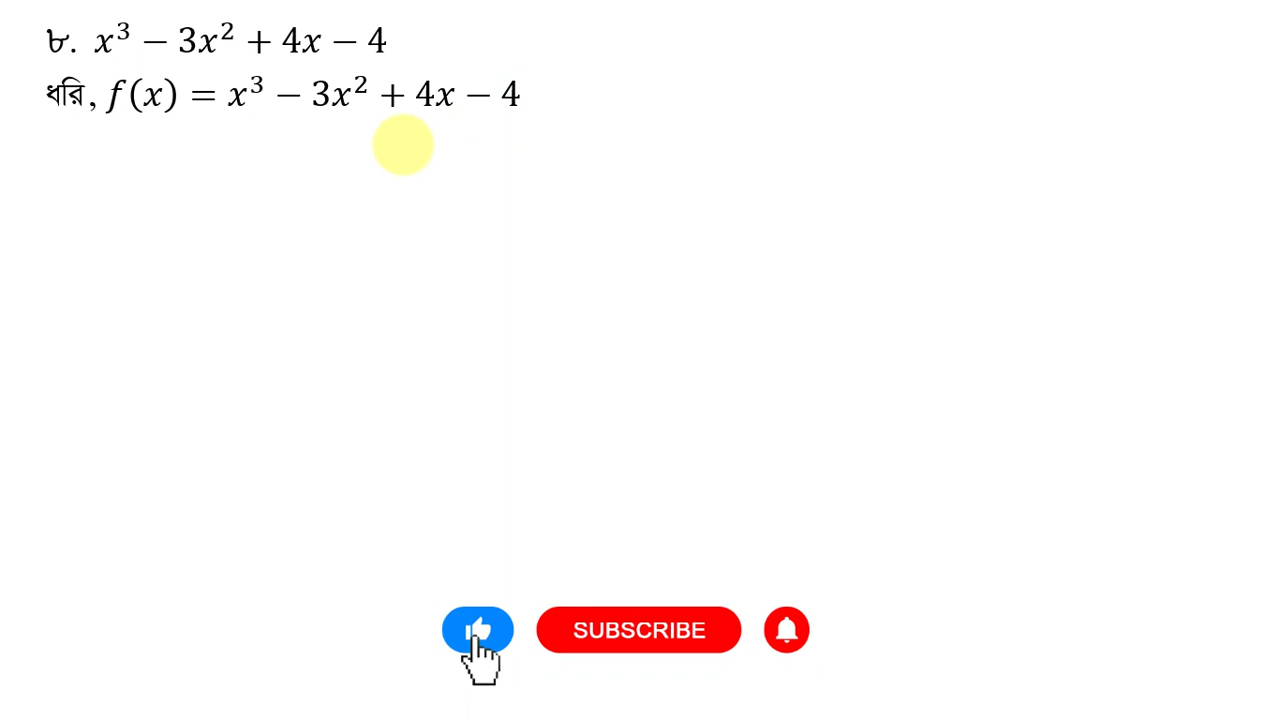 ৮. x³ − 3x² + 4x − 4
ধরি, f(x) = x³ − 3x² + 4x − 4
SUBSCRIBE